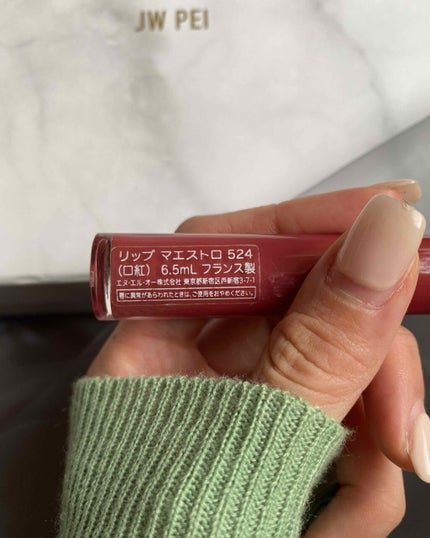 JW PEI
リップ マエストロ 524
(口紅) 6.5mL フランス製
エヌ・エル・オー株式会社 東京都新宿区西新宿3-7-1
唇に異常があらわれたときは、ご使用をおやめください。